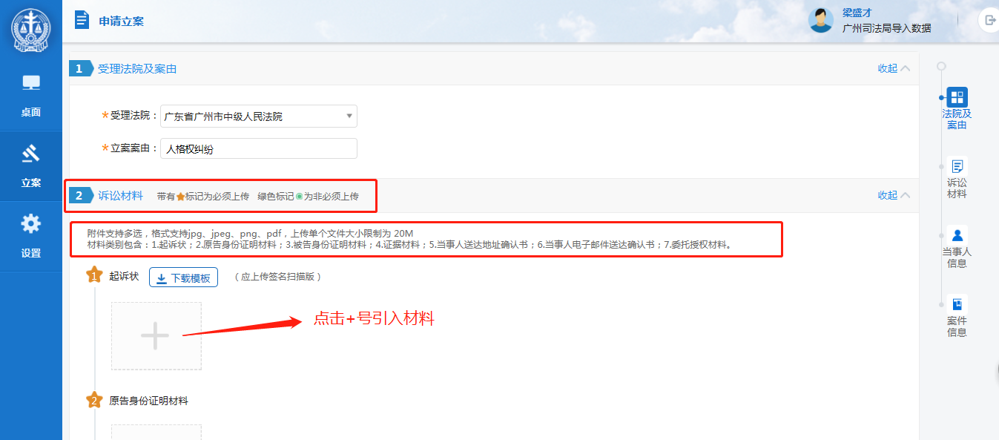 申请立案
梁盛才
广州司法局导入数据
桌面
立案
设置
1 受理法院及案由 收起
*受理法院： 广东省广州市中级人民法院
*立案案由： 人格权纠纷
2 诉讼材料 带有标记为必须上传 绿色标记为非必须上传 收起
附件支持多选，格式支持jpg、jpeg、png、pdf，上传单个文件大小限制为 20M
材料类别包含：1.起诉状；2.原告身份证明材料；3.被告身份证明材料；4.证据材料；5.当事人送达地址确认书；6.当事人电子邮件送达确认书；7.委托授权材料。
1 起诉状 下载模板 （应上传签名扫描版）
点击+号引入材料
2 原告身份证明材料
法院及
案由
诉讼
材料
当事人
信息
案件
信息